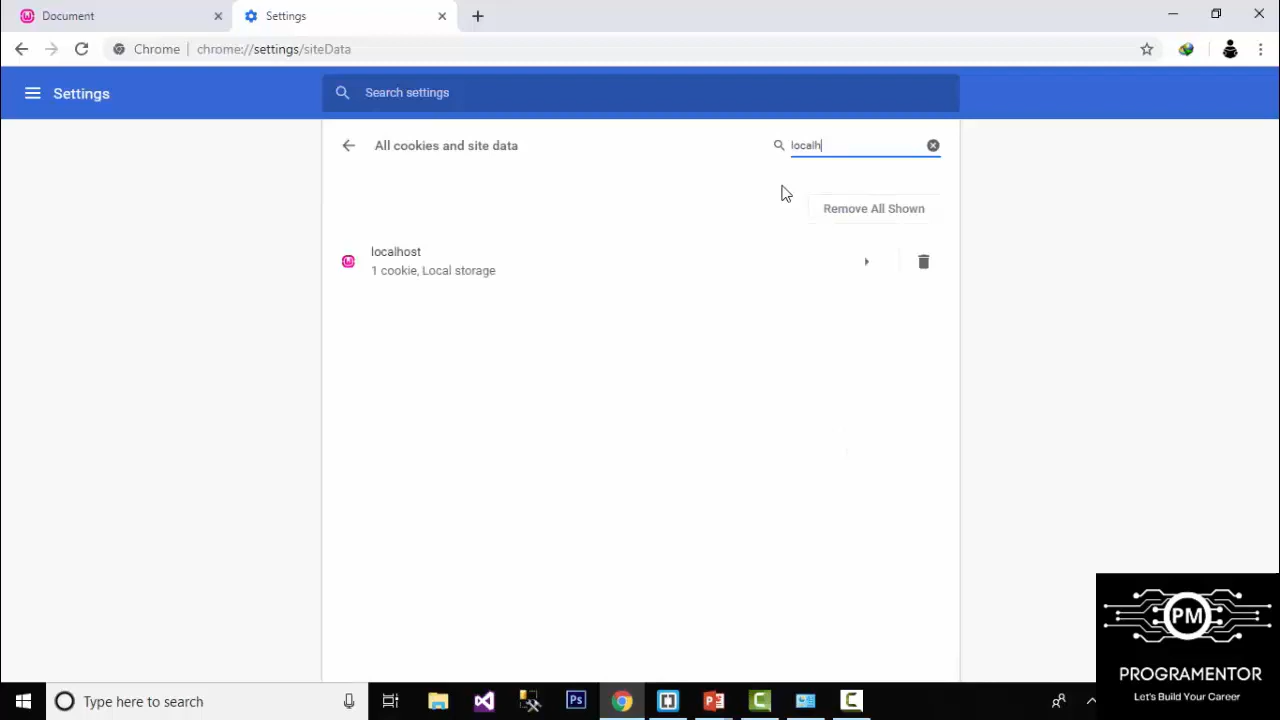 Document
Settings
Chrome
chrome://settings/siteData
Settings
Search settings
All cookies and site data
localh
Remove All Shown
localhost
1 cookie, Local storage
Type here to search
Ps
PM
PROGRAMENTOR
Let's Build Your Career